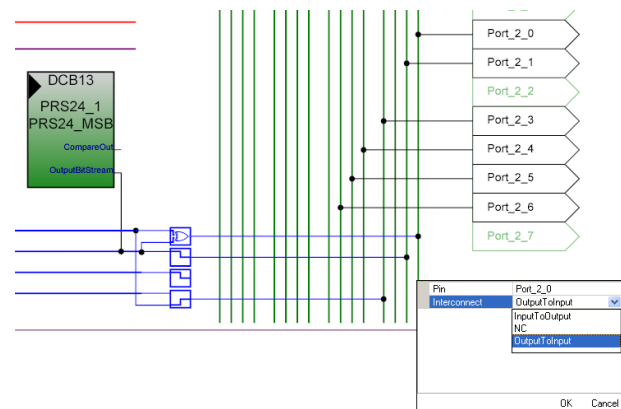 Port_2_0
Port_2_1
Port_2_2
Port_2_3
Port_2_4
Port_2_5
Port_2_6
Port_2_7
DCB13
PRS24_1
PRS24_MSB
CompareOut
OutputBitStream
Pin Port_2_0
Interconnect OutputToInput
InputToOutput
NC
OutputToInput
OK Cancel